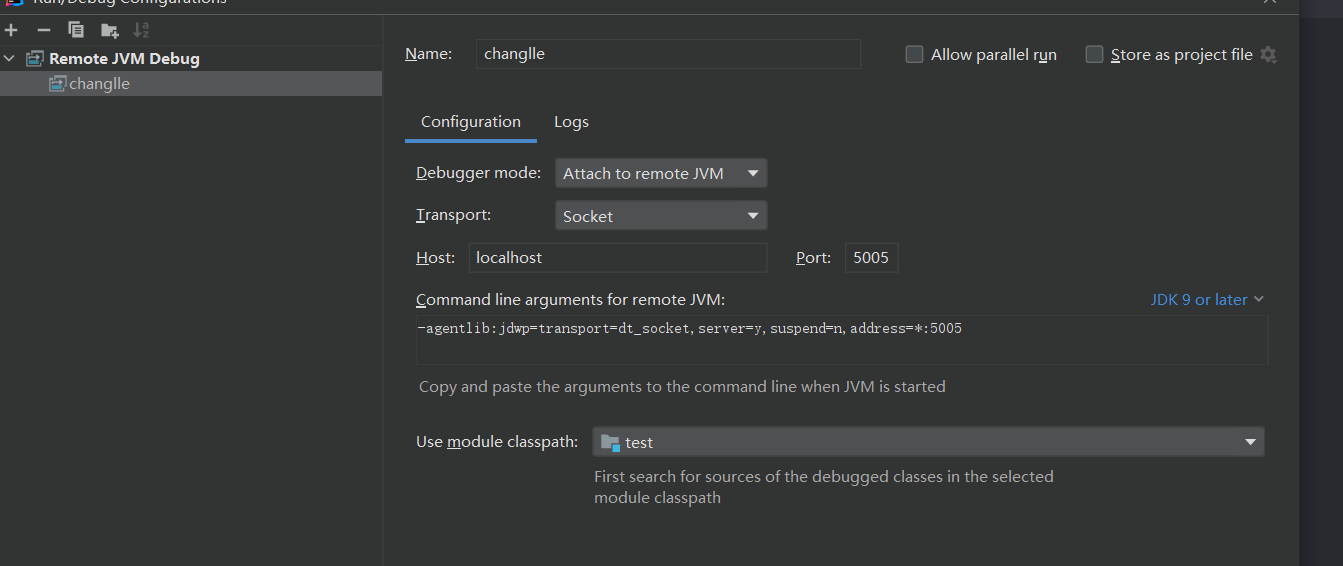 Run/Debug Configurations
Remote JVM Debug
changlle
Name:
changlle
Allow parallel run
Store as project file
Configuration
Logs
Debugger mode:
Attach to remote JVM
Transport:
Socket
Host:
localhost
Port:
5005
Command line arguments for remote JVM:
JDK 9 or later
-agentlib:jdwp=transport=dt_socket,server=y,suspend=n,address=*:5005
Copy and paste the arguments to the command line when JVM is started
Use module classpath:
test
First search for sources of the debugged classes in the selected
module classpath